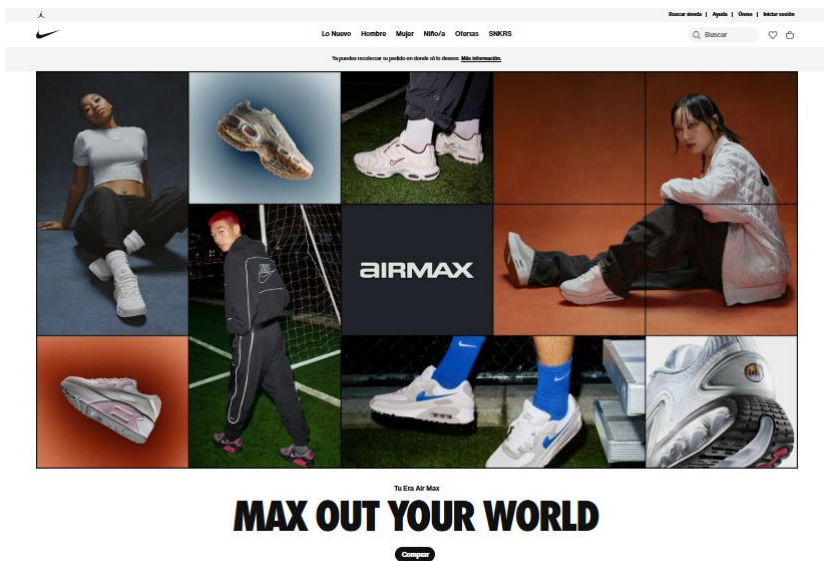 Buscar tienda | Ayuda | Únete | Iniciar sesión
Lo Nuevo Hombre Mujer Niño/a Ofertas SNKRS
Buscar
Ya puedes recolectar tu pedido en donde tú lo desees. Más información.
AIRMAX
Tu Era Air Max
MAX OUT YOUR WORLD
Comprar